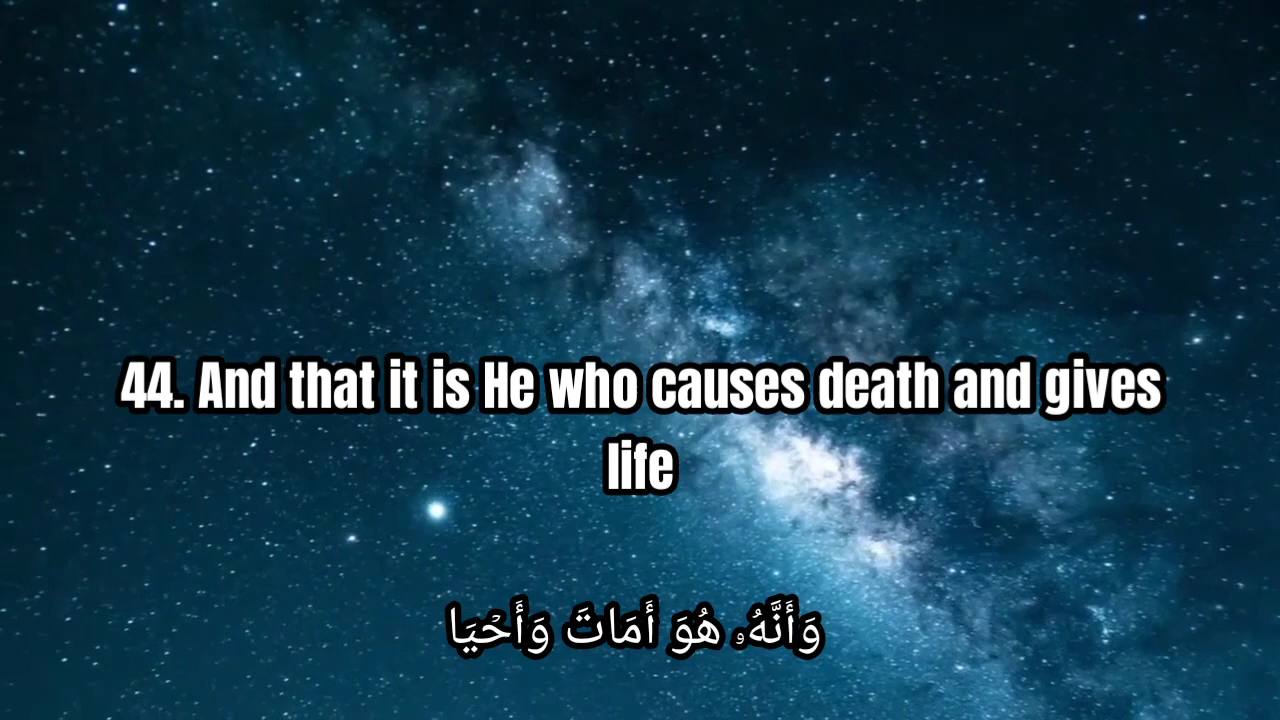 44. And that it is He who causes death and gives
life
وَأَنَّهُۥ هُوَ أَمَاتَ وَأَحْيَا